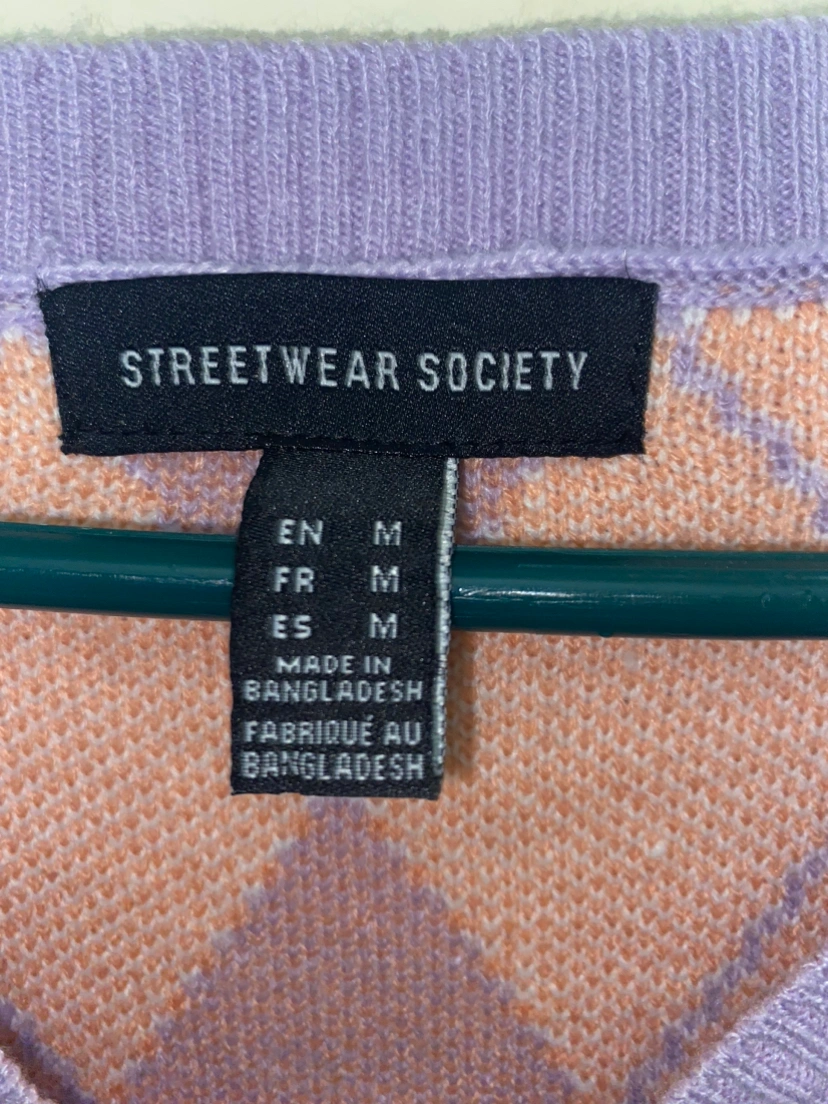 STREETWEAR SOCIETY
EN M
FR M
ES M
MADE IN
BANGLADESH
FABRIQUÉ AU
BANGLADESH